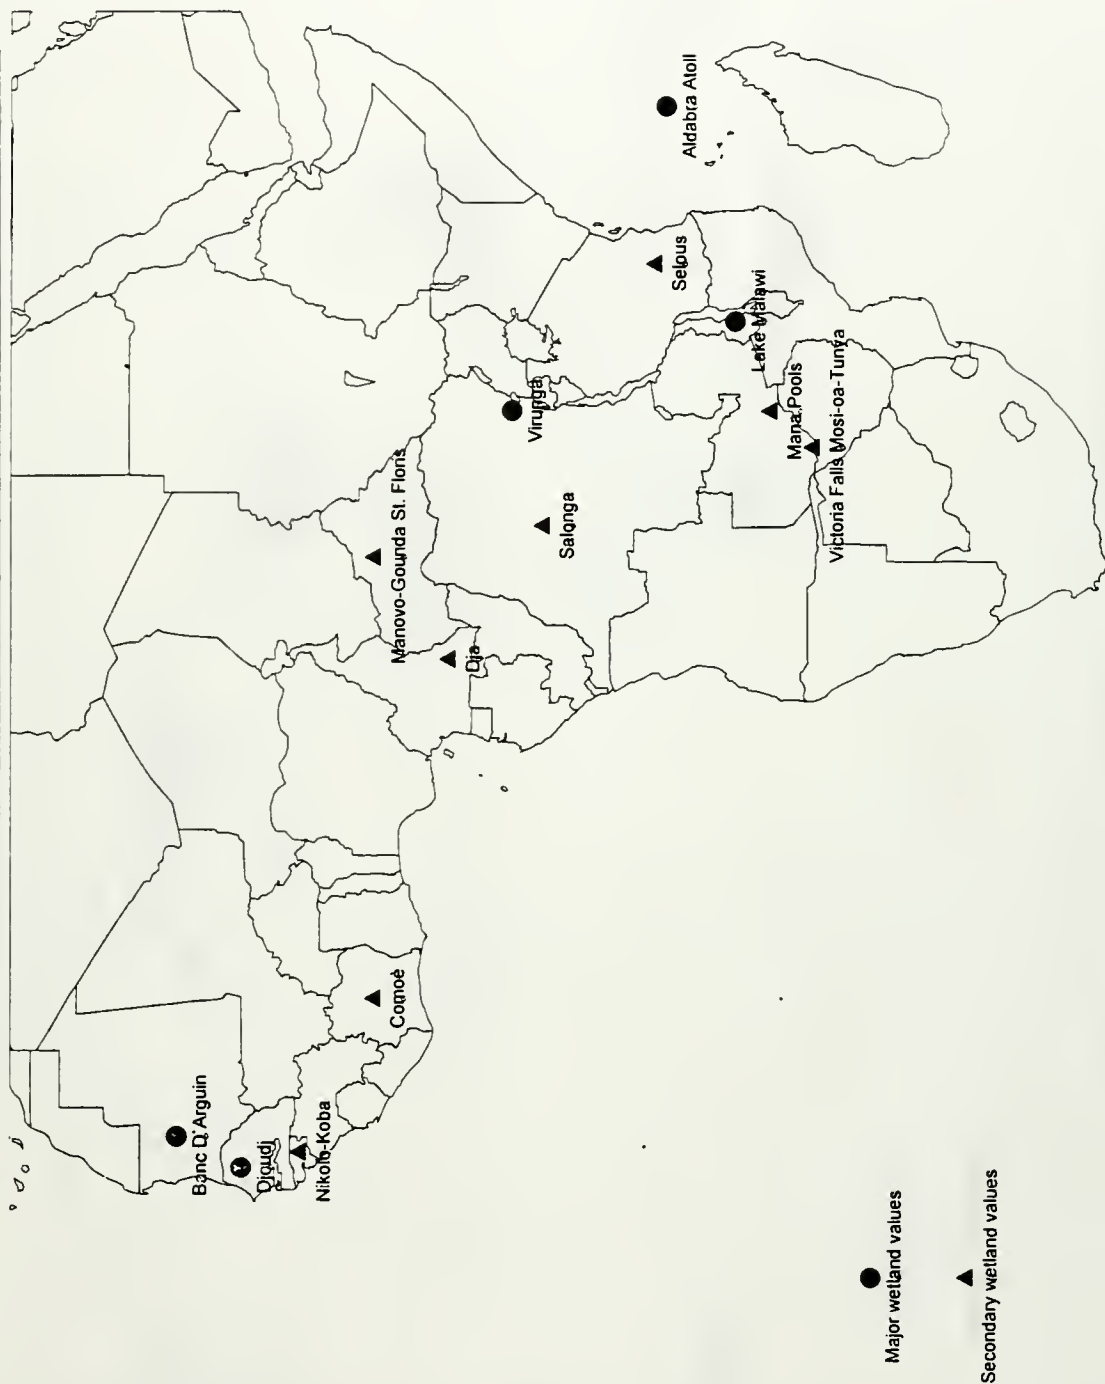 Banc D'Arguin
Djoudj
Nikolo-Koba
Comoé
Manovo-Gounda St. Floris
Dja
Salonga
Virunga
Selous
Aldabra Atoll
Lake Malawi
Mana Pools
Victoria Falls Mosi-oa-Tunya
Major wetland values
Secondary wetland values